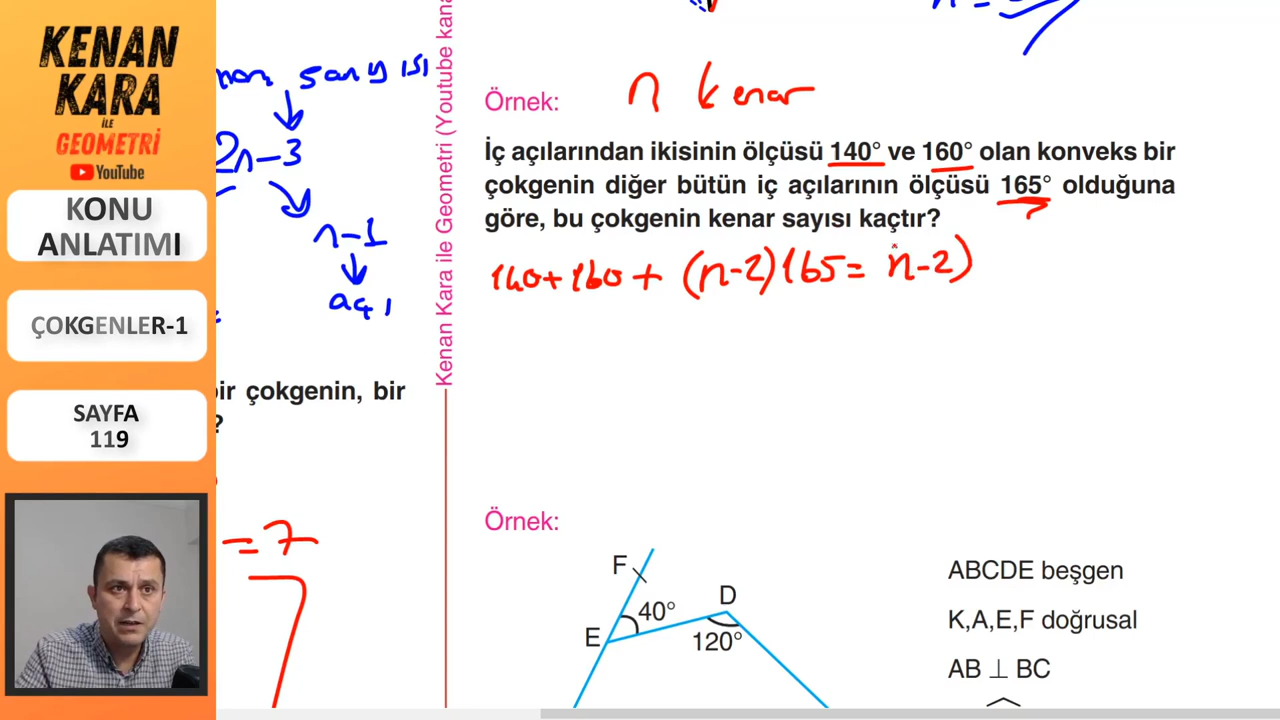 KENAN
KARA
İLE
GEOMETRİ
YouTube
KONU
ANLATIMI
ÇOKGENLER-1
SAYFA
119
sayısı
2n-3
n-1
açı
bir çokgenin, bir
?
= 7
Kenan Kara ile Geometri (Youtube kana
n =
Örnek: n kenar
İç açılarından ikisinin ölçüsü 140° ve 160° olan konveks bir
çokgenin diğer bütün iç açılarının ölçüsü 165° olduğuna
göre, bu çokgenin kenar sayısı kaçtır?
140+160+(n-2)165=n-2)
Örnek:
F
40°
D
E
120°
ABCDE beşgen
K,A,E,F doğrusal
AB ⊥ BC